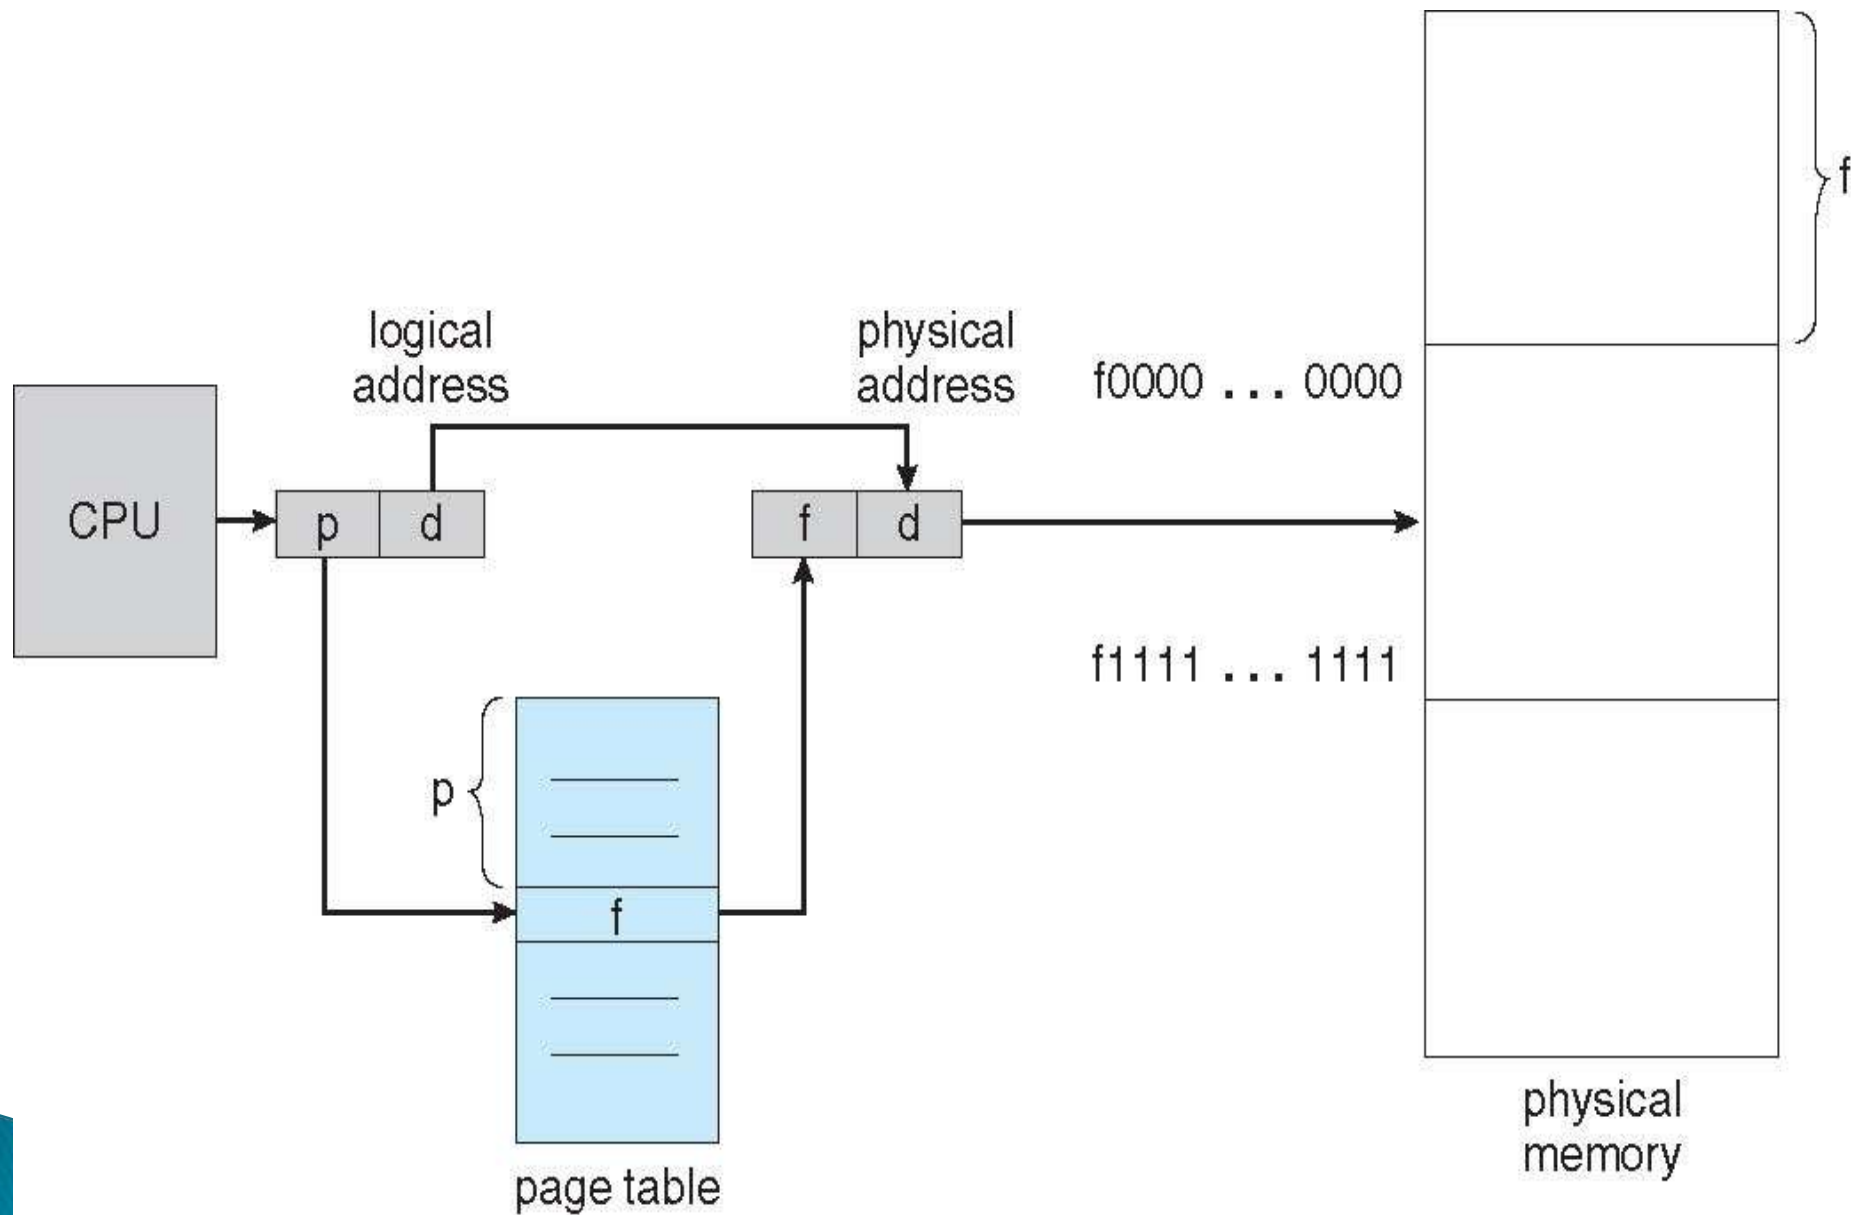 f
logical
address
physical
address
f0000 ... 0000
CPU
p
d
f
d
f1111 ... 1111
p
f
physical
memory
page table